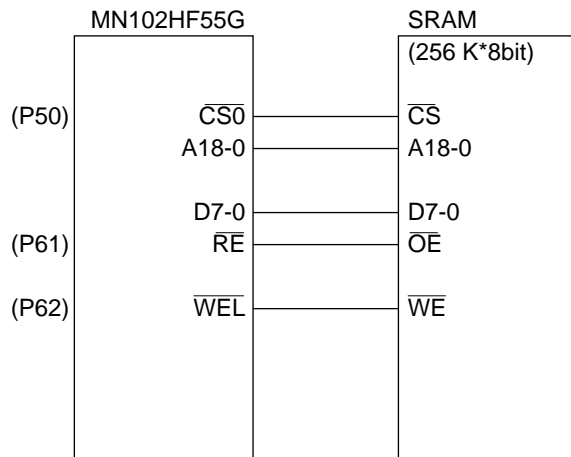 MN102HF55G SRAM
(256 K*8bit)
(P50) CS0 CS
A18-0 A18-0
D7-0 D7-0
(P61) RE OE
(P62) WEL WE